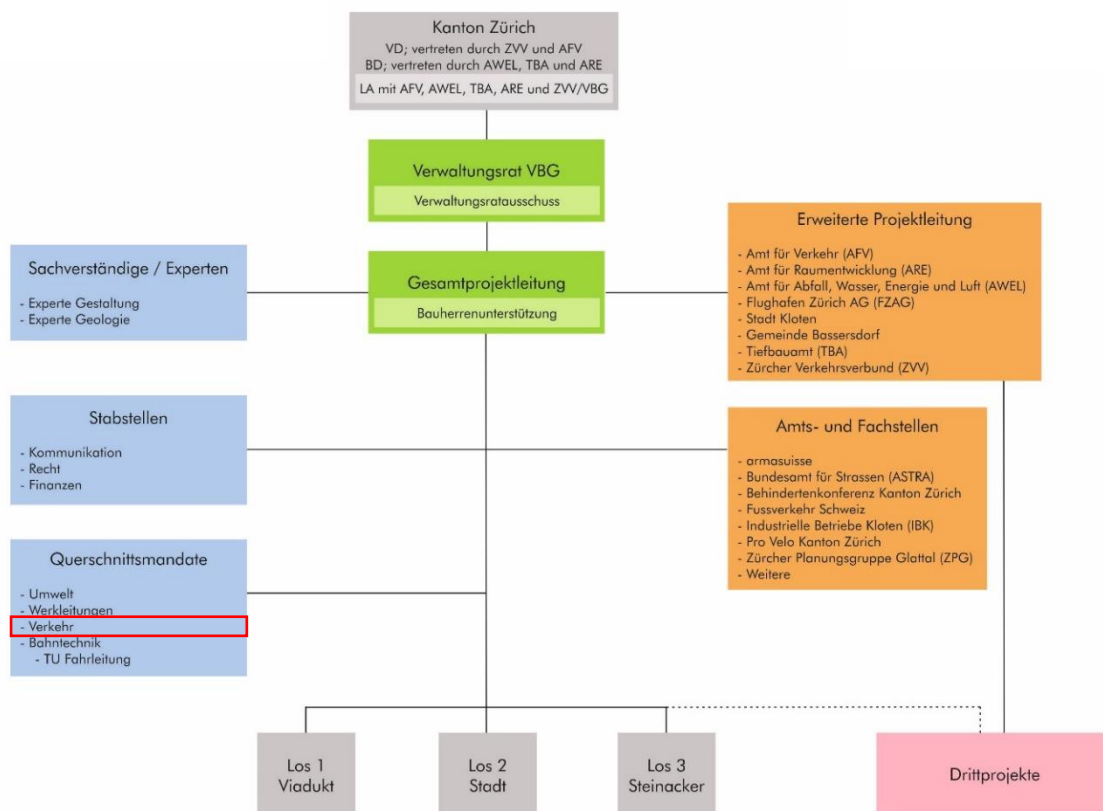 Kanton Zürich
VD; vertreten durch ZVV und AFV
BD; vertreten durch AWEL, TBA und ARE
LA mit AFV, AWEL, TBA, ARE und ZVV/VBG
Verwaltungsrat VBG
Verwaltungsratausschuss
Sachverständige / Experten
- Experte Gestaltung
- Experte Geologie
Gesamtprojektleitung
Bauherrenunterstützung
Erweiterte Projektleitung
- Amt für Verkehr (AFV)
- Amt für Raumentwicklung (ARE)
- Amt für Abfall, Wasser, Energie und Luft (AWEL)
- Flughafen Zürich AG (FZAG)
- Stadt Kloten
- Gemeinde Bassersdorf
- Tiefbauamt (TBA)
- Zürcher Verkehrsverbund (ZVV)
Stabstellen
- Kommunikation
- Recht
- Finanzen
Amts- und Fachstellen
- armasuisse
- Bundesamt für Strassen (ASTRA)
- Behindertenkonferenz Kanton Zürich
- Fussverkehr Schweiz
- Industrielle Betriebe Kloten (IBK)
- Pro Velo Kanton Zürich
- Zürcher Planungsgruppe Glattal (ZPG)
- Weitere
Querschnittsmandate
- Umwelt
- Werkleitungen
- Verkehr
- Bahntechnik
- TU Fahrleitung
Los 1
Viadukt
Los 2
Stadt
Los 3
Steinacker
Drittprojekte